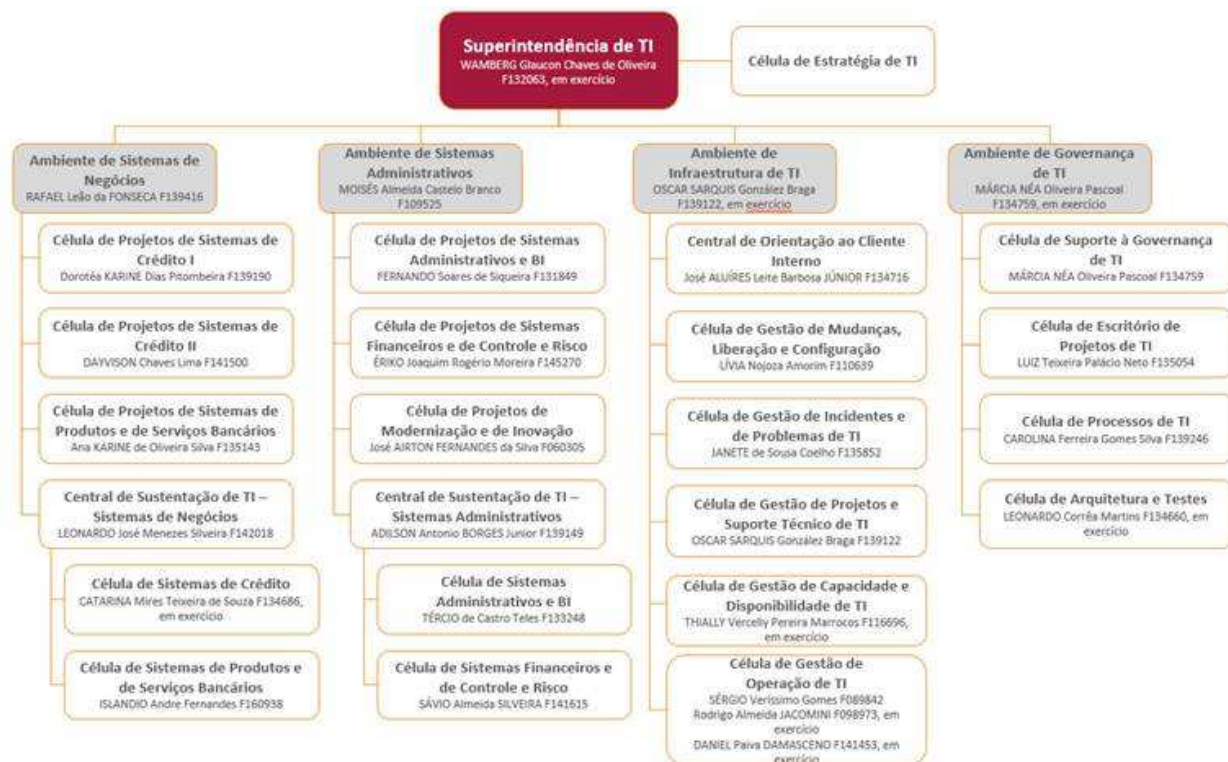 Superintendência de TI
WAMBERG Glaucon Chaves de Oliveira
F132063, em exercício
Célula de Estratégia de TI
Ambiente de Sistemas de
Negócios
RAFAEL Leão da FONSECA F139416
Célula de Projetos de Sistemas de
Crédito I
Dorotéa KARINE Dias Pitombeira F139190
Célula de Projetos de Sistemas de
Crédito II
DAYVISON Chaves Lima F141500
Célula de Projetos de Sistemas de
Produtos e de Serviços Bancários
Ana KARINE de Oliveira Silva F135143
Central de Sustentação de TI –
Sistemas de Negócios
LEONARDO José Menezes Silveira F142018
Célula de Sistemas de Crédito
CATARINA Mires Teixeira de Souza F134686,
em exercício
Célula de Sistemas de Produtos e
de Serviços Bancários
ISLANDIO Andre Fernandes F160938
Ambiente de Sistemas
Administrativos
MOISÉS Almeida Castelo Branco
F109525
Célula de Projetos de Sistemas
Administrativos e BI
FERNANDO Soares de Siqueira F131849
Célula de Projetos de Sistemas
Financeiros e de Controle e Risco
ÉRIKO Joaquim Rogério Moreira F145270
Célula de Projetos de
Modernização e de Inovação
José AIRTON FERNANDES da Silva F060305
Central de Sustentação de TI –
Sistemas Administrativos
ADILSON Antonio BORGES Junior F139149
Célula de Sistemas
Administrativos e BI
TÉRCIO de Castro Teles F133248
Célula de Sistemas Financeiros e
de Controle e Risco
SÁVIO Almeida SILVEIRA F141615
Ambiente de
Infraestrutura de TI
OSCAR SARQUIS González Braga
F139122, em exercício
Central de Orientação ao Cliente
Interno
José ALUÍRES Leite Barbosa JÚNIOR F134716
Célula de Gestão de Mudanças,
Liberação e Configuração
LÍVIA Nojoza Amorim F110639
Célula de Gestão de Incidentes e
de Problemas de TI
JANETE de Sousa Coelho F135852
Célula de Gestão de Projetos e
Suporte Técnico de TI
OSCAR SARQUIS González Braga F139122
Célula de Gestão de Capacidade e
Disponibilidade de TI
THIALLY Vercelly Pereira Marrocos F116696,
em exercício
Célula de Gestão de
Operação de TI
SÉRGIO Veríssimo Gomes F089842
Rodrigo Almeida JACOMINI F098973, em
exercício
DANIEL Paiva DAMASCENO F141453, em
exercício
Ambiente de Governança
de TI
MÁRCIA NÉA Oliveira Pascoal
F134759, em exercício
Célula de Suporte à Governança
de TI
MÁRCIA NÉA Oliveira Pascoal F134759
Célula de Escritório de
Projetos de TI
LUIZ Teixeira Palácio Neto F135054
Célula de Processos de TI
CAROLINA Ferreira Gomes Silva F139246
Célula de Arquitetura e Testes
LEONARDO Corrêa Martins F134660, em
exercício